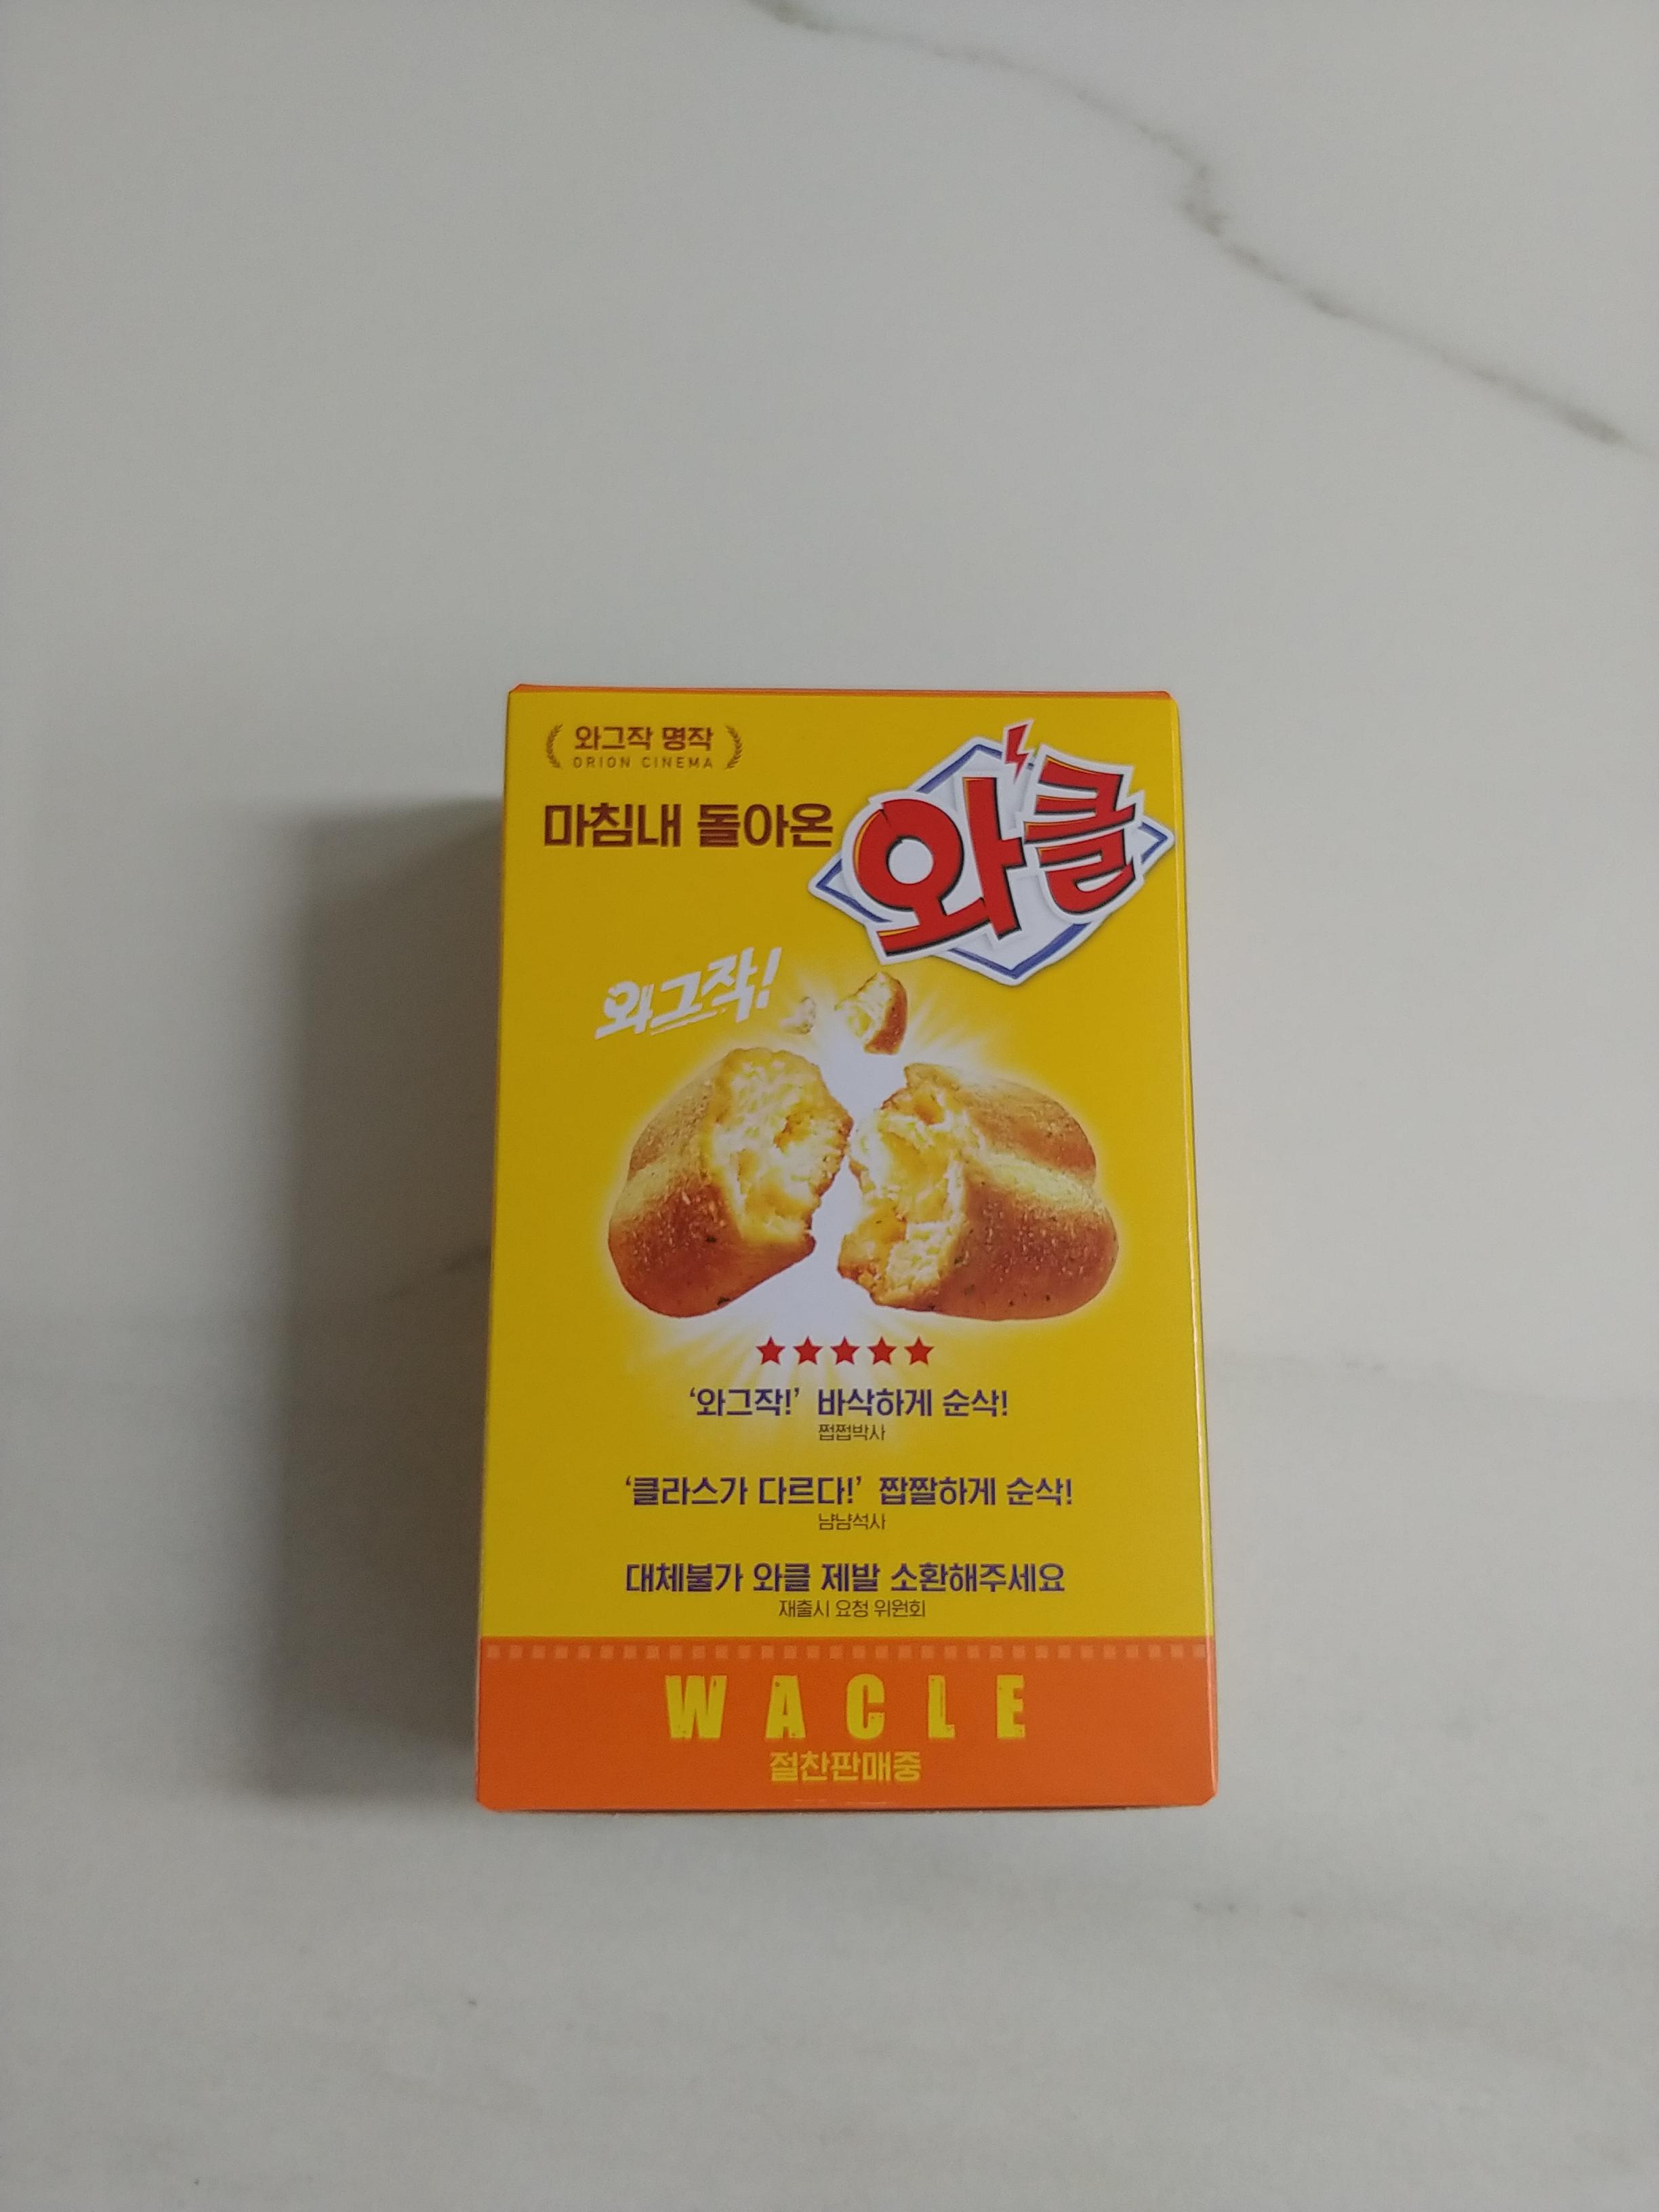 와그작 명작
ORION CINEMA
마침내 돌아온
와클
와그작!
'와그작!' 바삭하게 순삭!
쩝쩝박사
'클라스가 다르다!' 짭짤하게 순삭!
냠냠석사
대체불가 와클 제발 소환해주세요
재출시 요청 위원회
WACLE
절찬판매중